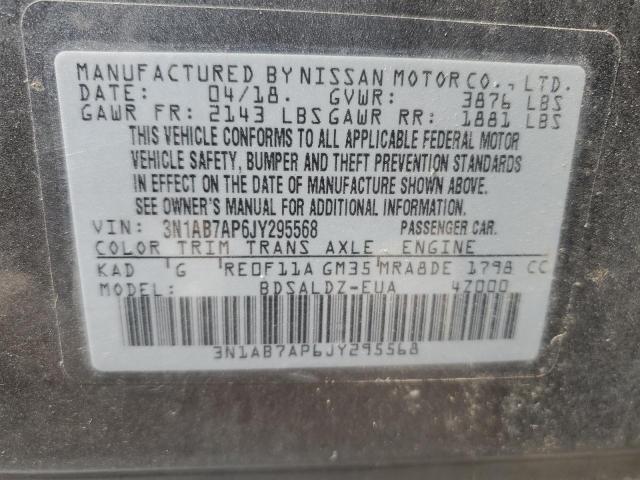 MANUFACTURED BY NISSAN MOTOR CO., LTD.
DATE: 04/18. GVWR: 3876 LBS
GAWR FR: 2143 LBS GAWR RR: 1881 LBS
THIS VEHICLE CONFORMS TO ALL APPLICABLE FEDERAL MOTOR
VEHICLE SAFETY, BUMPER AND THEFT PREVENTION STANDARDS
IN EFFECT ON THE DATE OF MANUFACTURE SHOWN ABOVE.
SEE OWNER'S MANUAL FOR ADDITIONAL INFORMATION.
VIN: 3N1AB7AP6JY295568 PASSENGER CAR.
COLOR TRIM TRANS AXLE ENGINE
KAD G RE0F11A GM35 MRA8DE 1798 CC
MODEL: BDSALDZ-EUA 4Z000
3N1AB7AP6JY295568